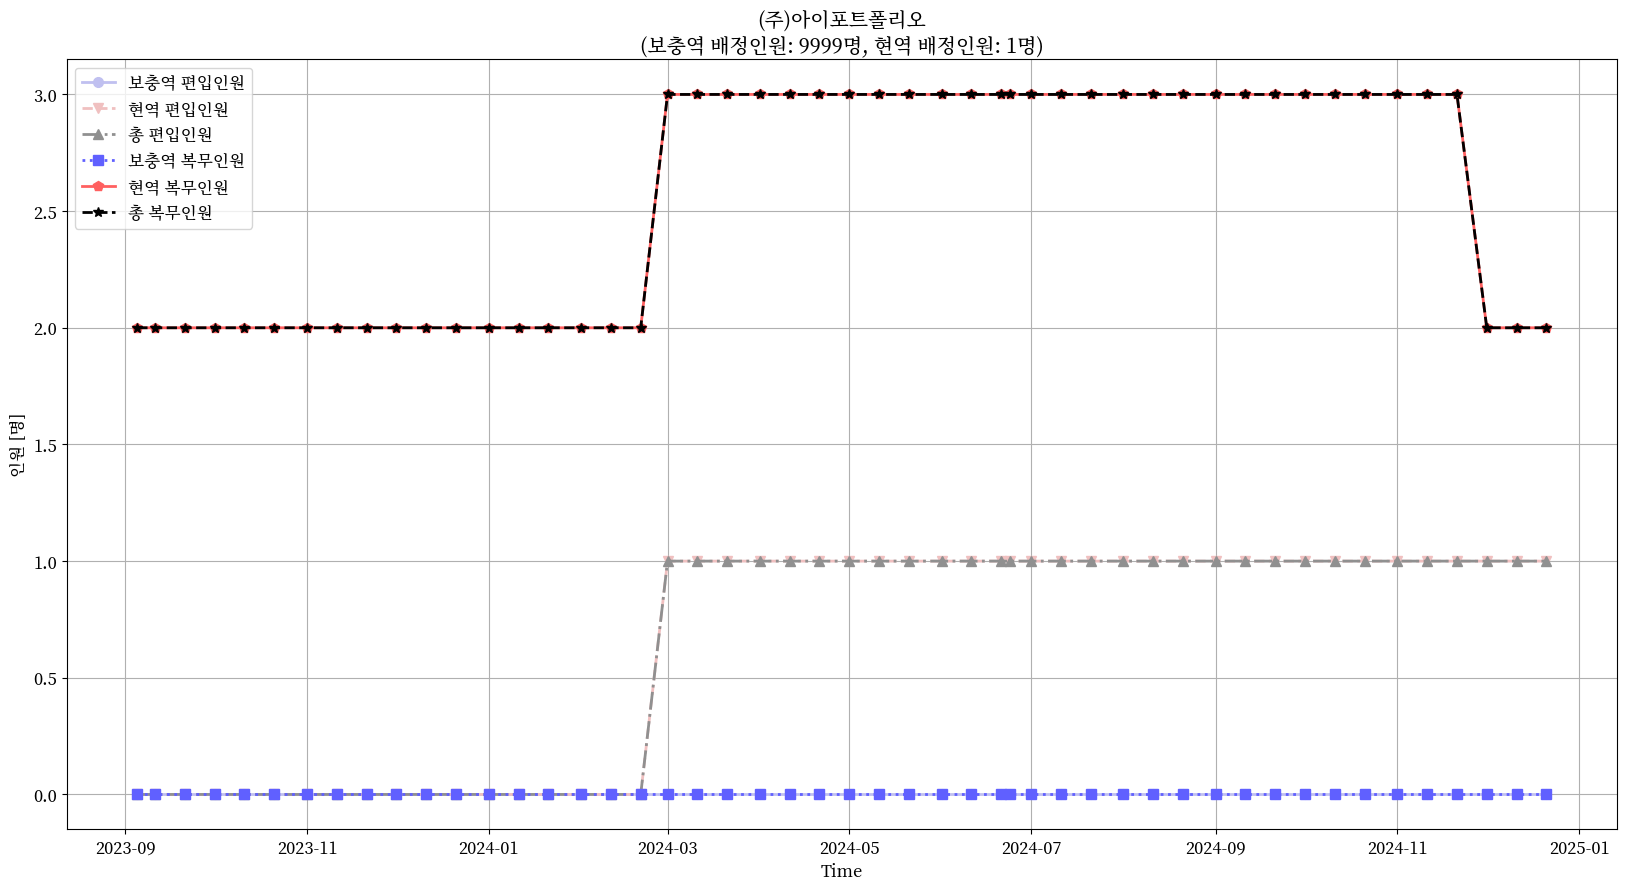 (주)아이포트폴리오
(보충역 배정인원: 9999명, 현역 배정인원: 1명)
보충역 편입인원
현역 편입인원
총 편입인원
보충역 복무인원
현역 복무인원
총 복무인원
인원 [명]
3.0
2.5
2.0
1.5
1.0
0.5
0.0
2023-09 2023-11 2024-01 2024-03 2024-05 2024-07 2024-09 2024-11 2025-01
Time